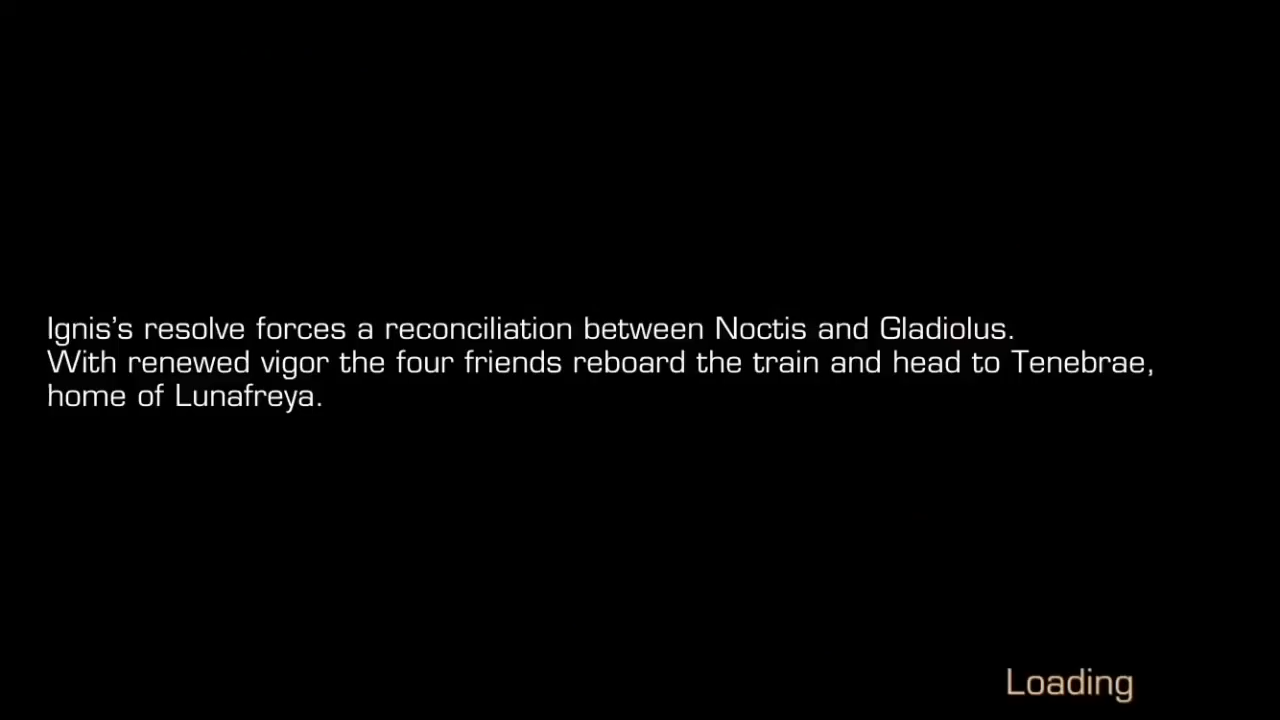 Ignis’s resolve forces a reconciliation between Noctis and Gladiolus.
With renewed vigor the four friends reboard the train and head to Tenebrae,
home of Lunafreya.
Loading